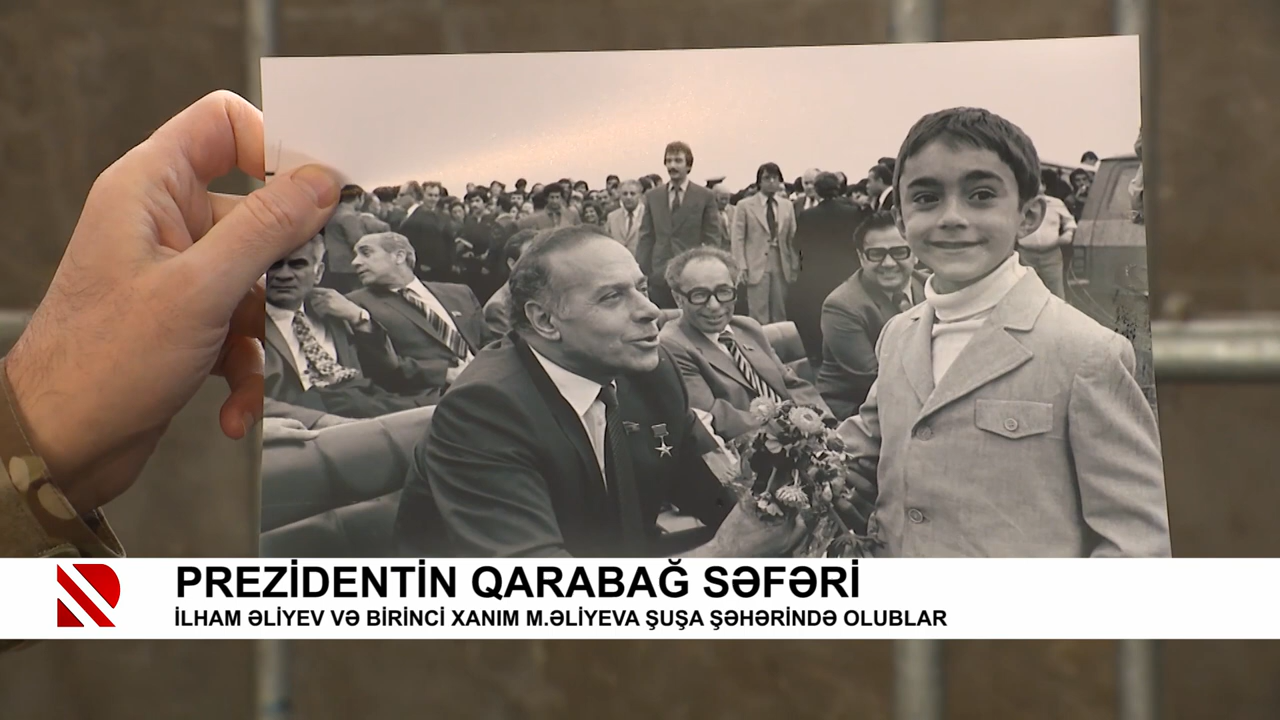 PREZİDENTİN QARABAĞ SƏFƏRİ
İLHAM ƏLİYEV VƏ BİRİNCİ XANIM M.ƏLİYEVA ŞUŞA ŞƏHƏRİNDƏ OLUBLAR